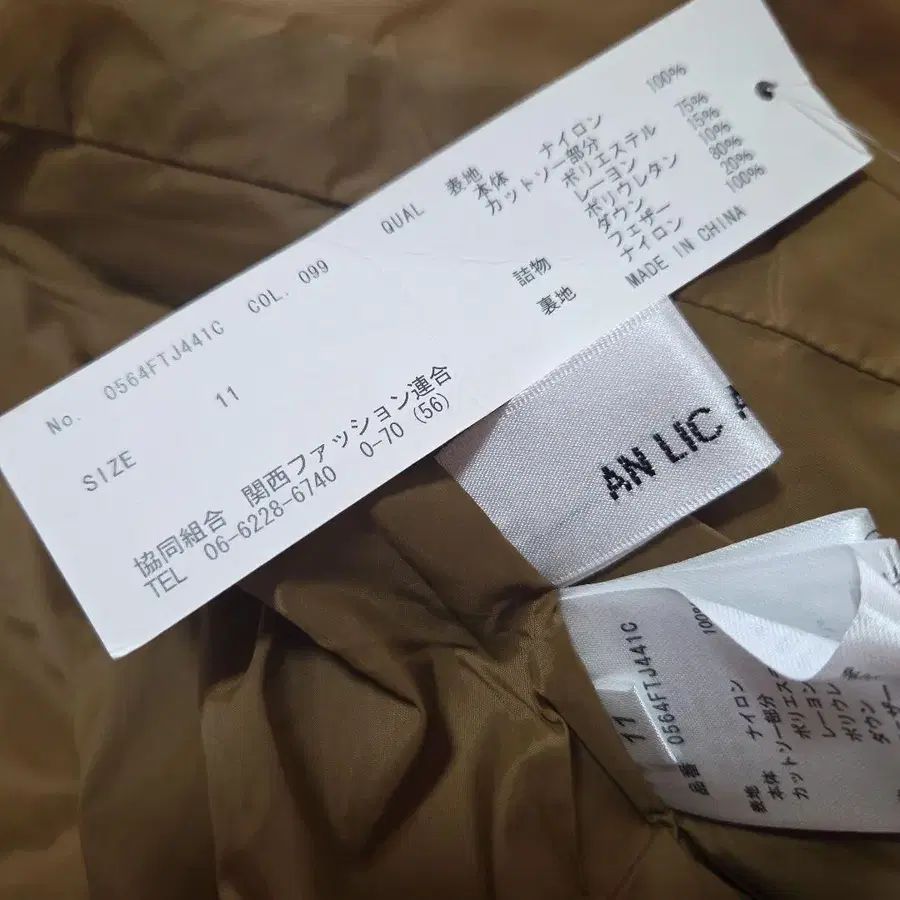 No. 0564FTJ441C COL. 099
SIZE 11
QUAL 表地 本体 ナイロン 100%
カットソー部分 ポリエステル 75%
レーヨン 15%
ポリウレタン 10%
詰物 ダウン 80%
フェザー 20%
裏地 ナイロン 100%
MADE IN CHINA
協同組合 関西ファッション連合
TEL 06-6228-6740 0-70 (56)
AN LIC
11
品番 0564FTJ441C
表地
本体 ナイロン 100%
カットソー部分
ポリエス
レーヨン
ポリウレ
ダウン
フェザー